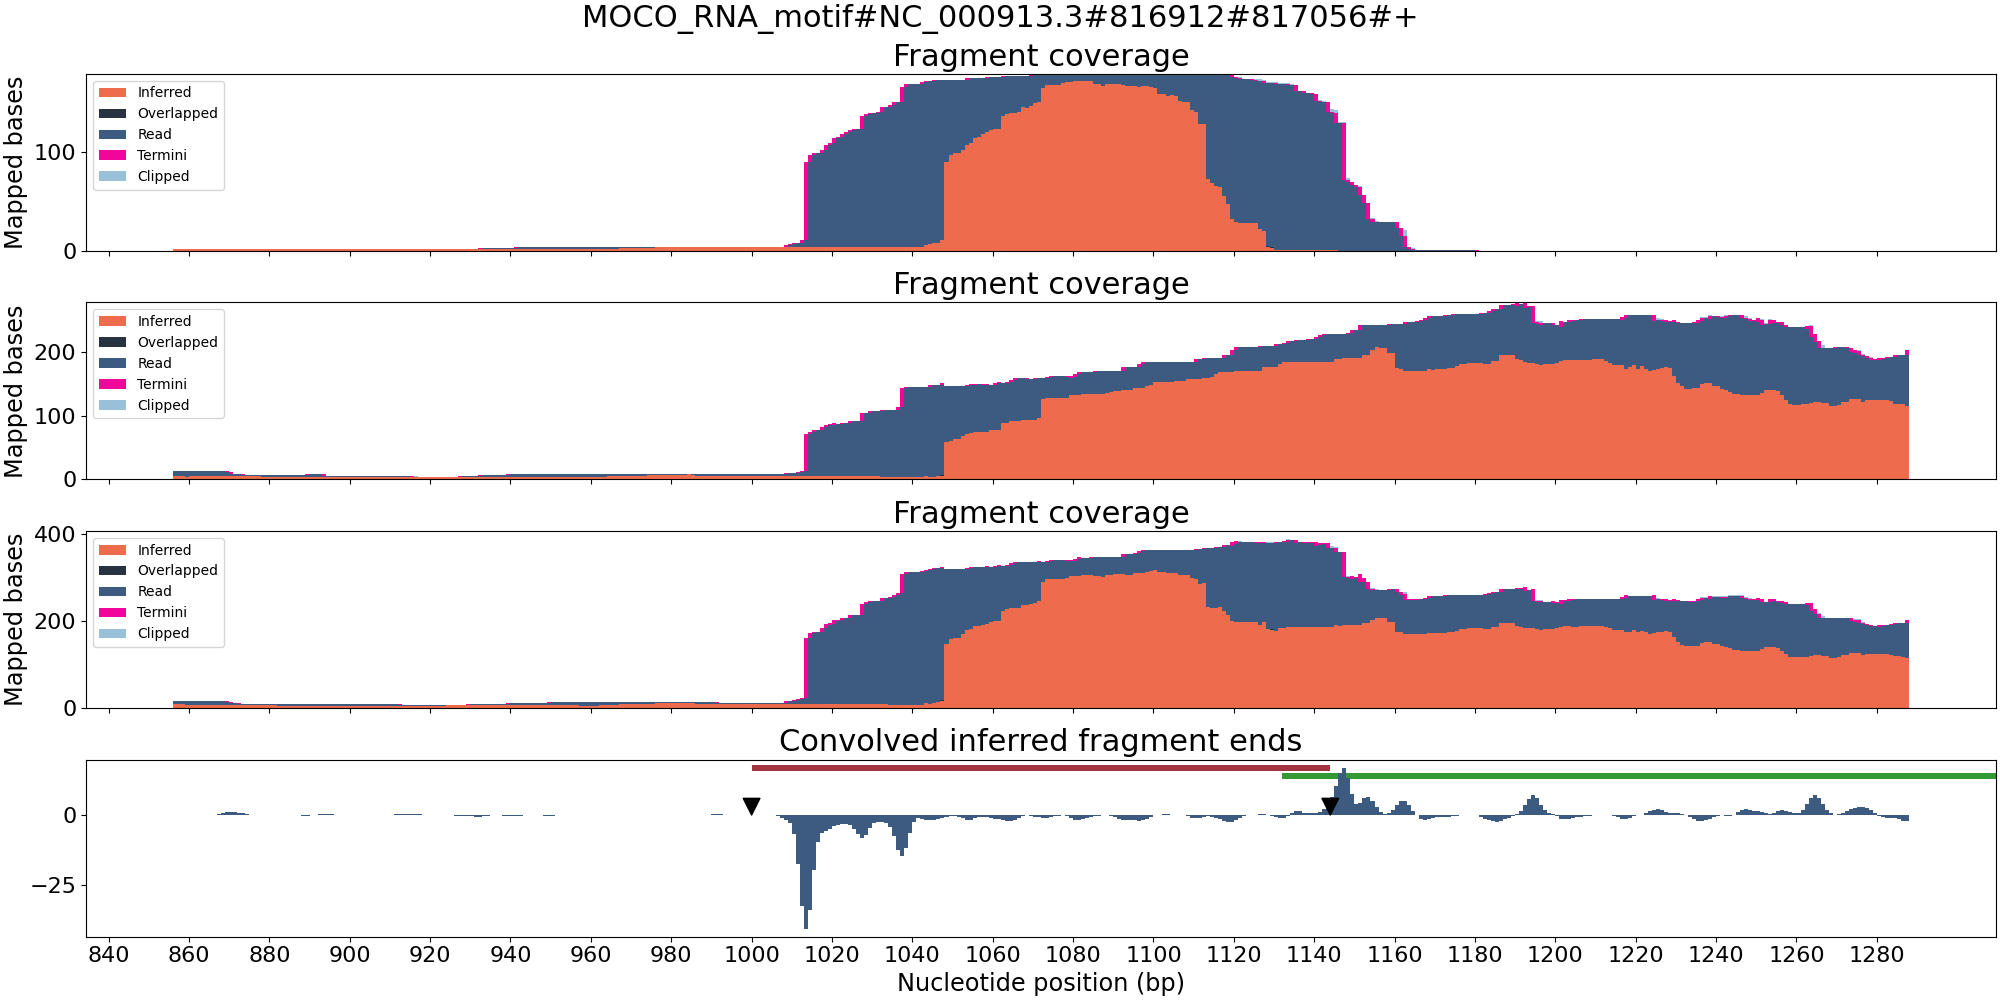 MOCO_RNA_motif#NC_000913.3#816912#817056#+
Fragment coverage
Mapped bases
100
0
Inferred
Overlapped
Read
Termini
Clipped
Fragment coverage
Mapped bases
200
100
0
Inferred
Overlapped
Read
Termini
Clipped
Fragment coverage
Mapped bases
400
200
0
Inferred
Overlapped
Read
Termini
Clipped
Convolved inferred fragment ends
0
−25
840 860 880 900 920 940 960 980 1000 1020 1040 1060 1080 1100 1120 1140 1160 1180 1200 1220 1240 1260 1280
Nucleotide position (bp)